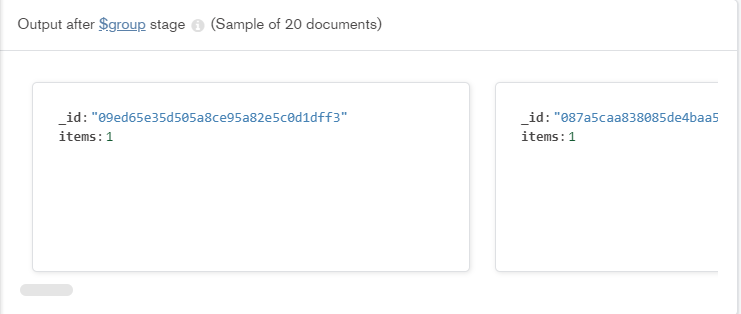 Output after $group stage (Sample of 20 documents)
_id: "09ed65e35d505a8ce95a82e5c0d1dff3"
items: 1
_id: "087a5caa838085de4baa5
items: 1